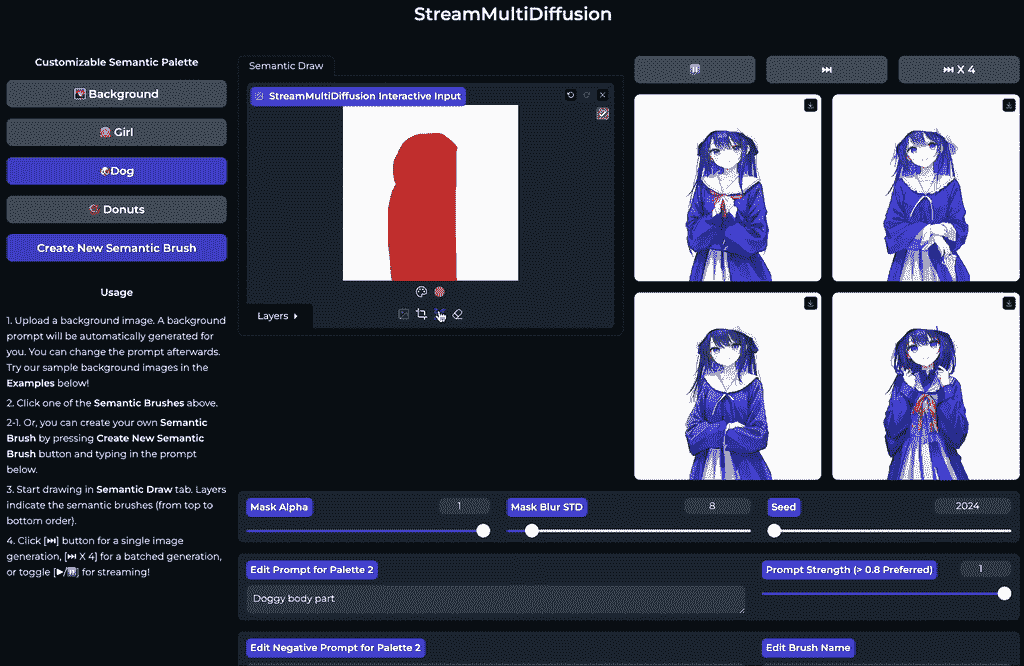 StreamMultiDiffusion
Customizable Semantic Palette
Background
Girl
Dog
Donuts
Create New Semantic Brush
Usage
1. Upload a background image. A background
prompt will be automatically generated for
you. You can change the prompt afterwards.
Try our sample background images in the
Examples below!
2. Click one of the Semantic Brushes above.
2-1. Or, you can create your own Semantic
Brush by pressing Create New Semantic
Brush button and typing in the prompt
below.
3. Start drawing in Semantic Draw tab. Layers
indicate the semantic brushes (from top to
bottom order).
4. Click [⏭] button for a single image
generation, [⏭ X 4] for a batched generation,
or toggle [▶/⏸] for streaming!
Semantic Draw
StreamMultiDiffusion Interactive Input
Layers
⏸
⏭
⏭ X 4
Mask Alpha
1
Mask Blur STD
8
Seed
2024
Edit Prompt for Palette 2
Doggy body part
Prompt Strength (> 0.8 Preferred)
1
Edit Negative Prompt for Palette 2
Edit Brush Name